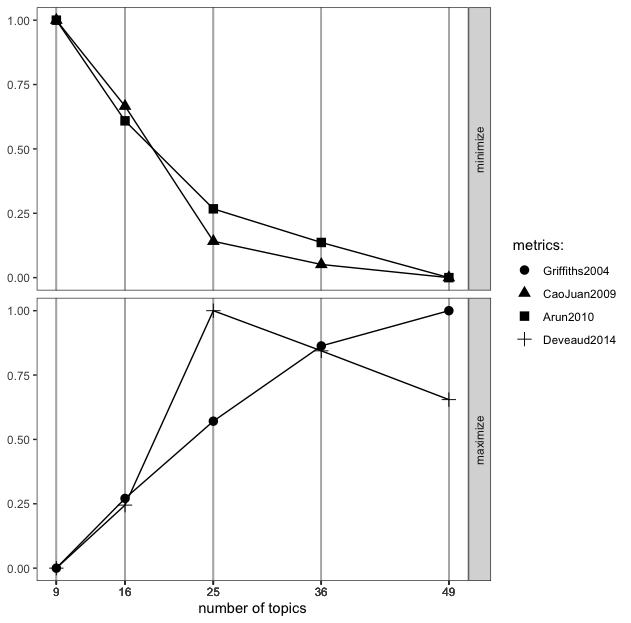 1.00
0.75
0.50
0.25
0.00
minimize
1.00
0.75
0.50
0.25
0.00
maximize
9 16 25 36 49
number of topics
metrics:
Griffiths2004
CaoJuan2009
Arun2010
Deveaud2014